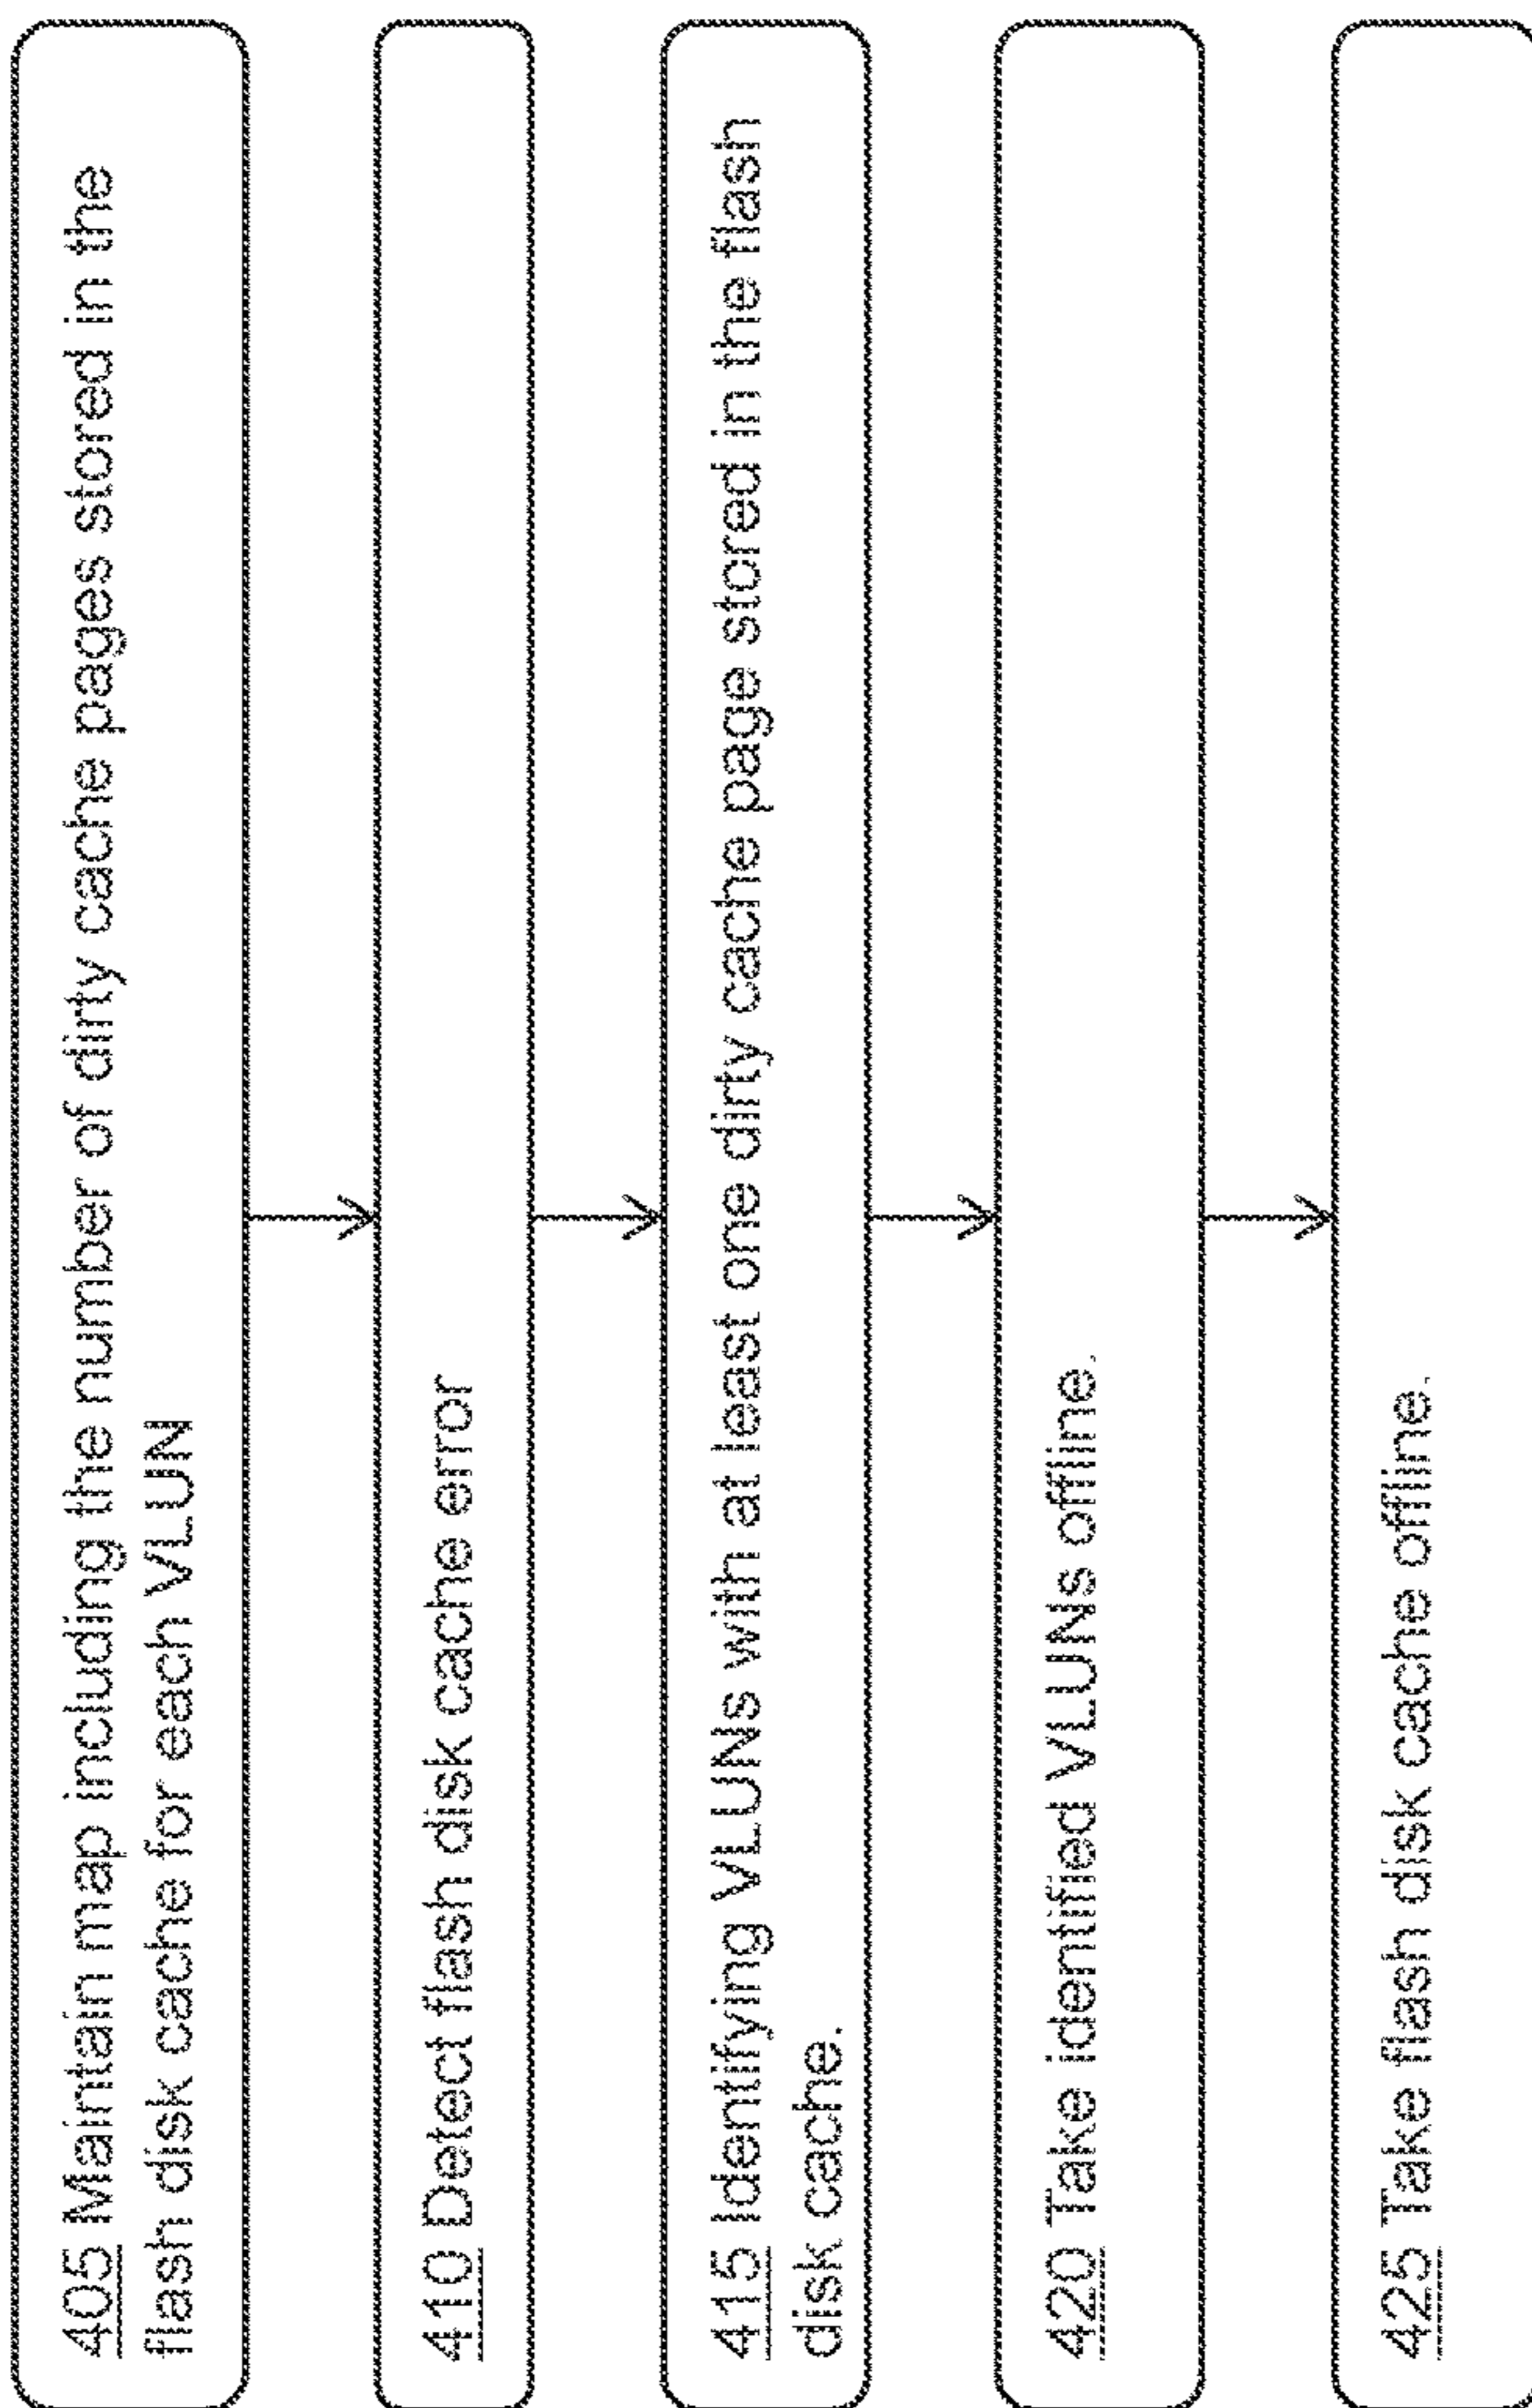 405 Maintain map including the number of dirty cache pages stored in the
flash disk cache for each VLUN
410 Detect flash disk cache error
415 Identifying VLUNs with at least one dirty cache page stored in the flash
disk cache.
420 Take identified VLUNs offline.
425 Take flash disk cache offline.